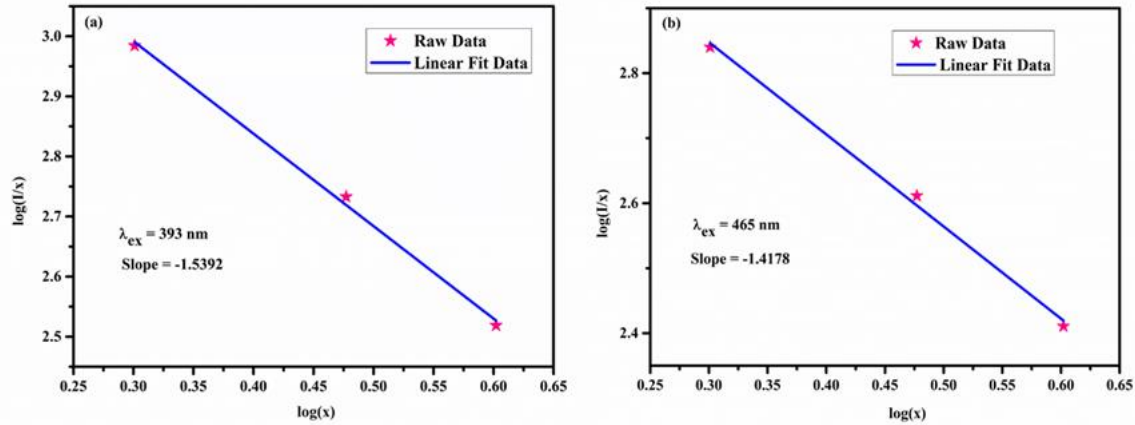 (a)
Raw Data
Linear Fit Data
3.0
2.9
2.8
2.7
2.6
2.5
log(I/x)
λex = 393 nm
Slope = -1.5392
0.25 0.30 0.35 0.40 0.45 0.50 0.55 0.60 0.65
log(x)
(b)
Raw Data
Linear Fit Data
2.8
2.6
2.4
log(I/x)
λex = 465 nm
Slope = -1.4178
0.25 0.30 0.35 0.40 0.45 0.50 0.55 0.60 0.65
log(x)